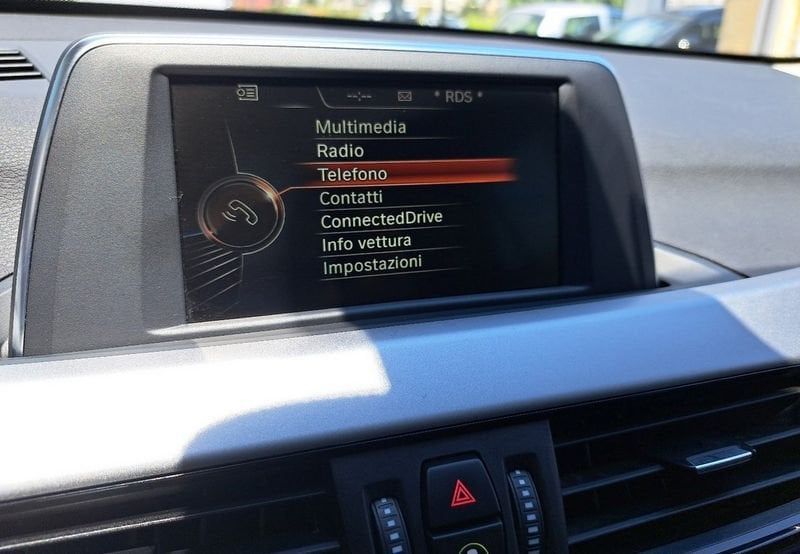 --:-- * RDS *
Multimedia
Radio
Telefono
Contatti
ConnectedDrive
Info vettura
Impostazioni